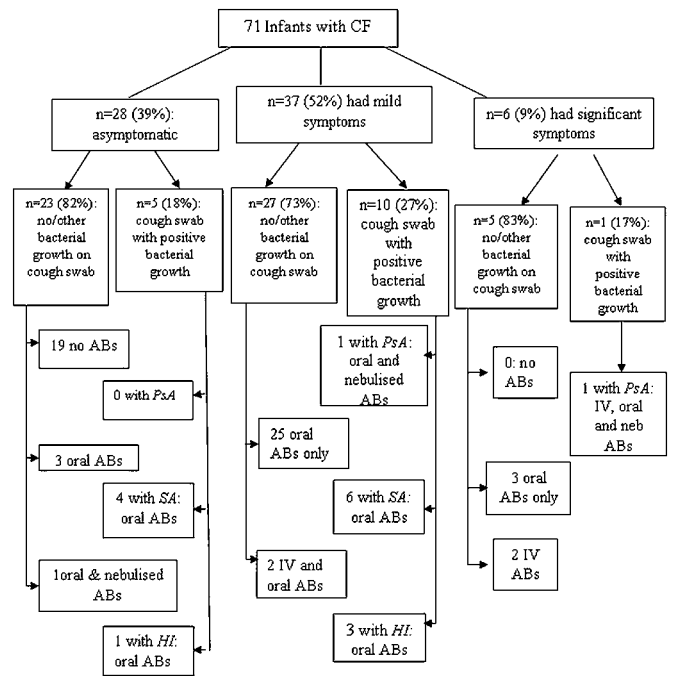 71 Infants with CF
n=28 (39%):
asymptomatic
n=37 (52%) had mild
symptoms
n=6 (9%) had significant
symptoms
n=23 (82%):
no/other
bacterial
growth on
cough swab
n=5 (18%):
cough swab
with positive
bacterial
growth
n=27 (73%):
no/other
bacterial
growth on
cough swab
n=10 (27%):
cough swab
with
positive
bacterial
growth
n=5 (83%):
no/other
bacterial
growth on
cough swab
n=1 (17%):
cough swab
with
positive
bacterial
growth
19 no ABs
0 with PsA
3 oral ABs
4 with SA:
oral ABs
1oral & nebulised
ABs
1 with HI:
oral ABs
1 with PsA:
oral and
nebulised
ABs
25 oral
ABs only
6 with SA:
oral ABs
2 IV and
oral ABs
3 with HI:
oral ABs
0: no
ABs
1 with PsA:
IV, oral
and neb
ABs
3 oral
ABs only
2 IV
ABs